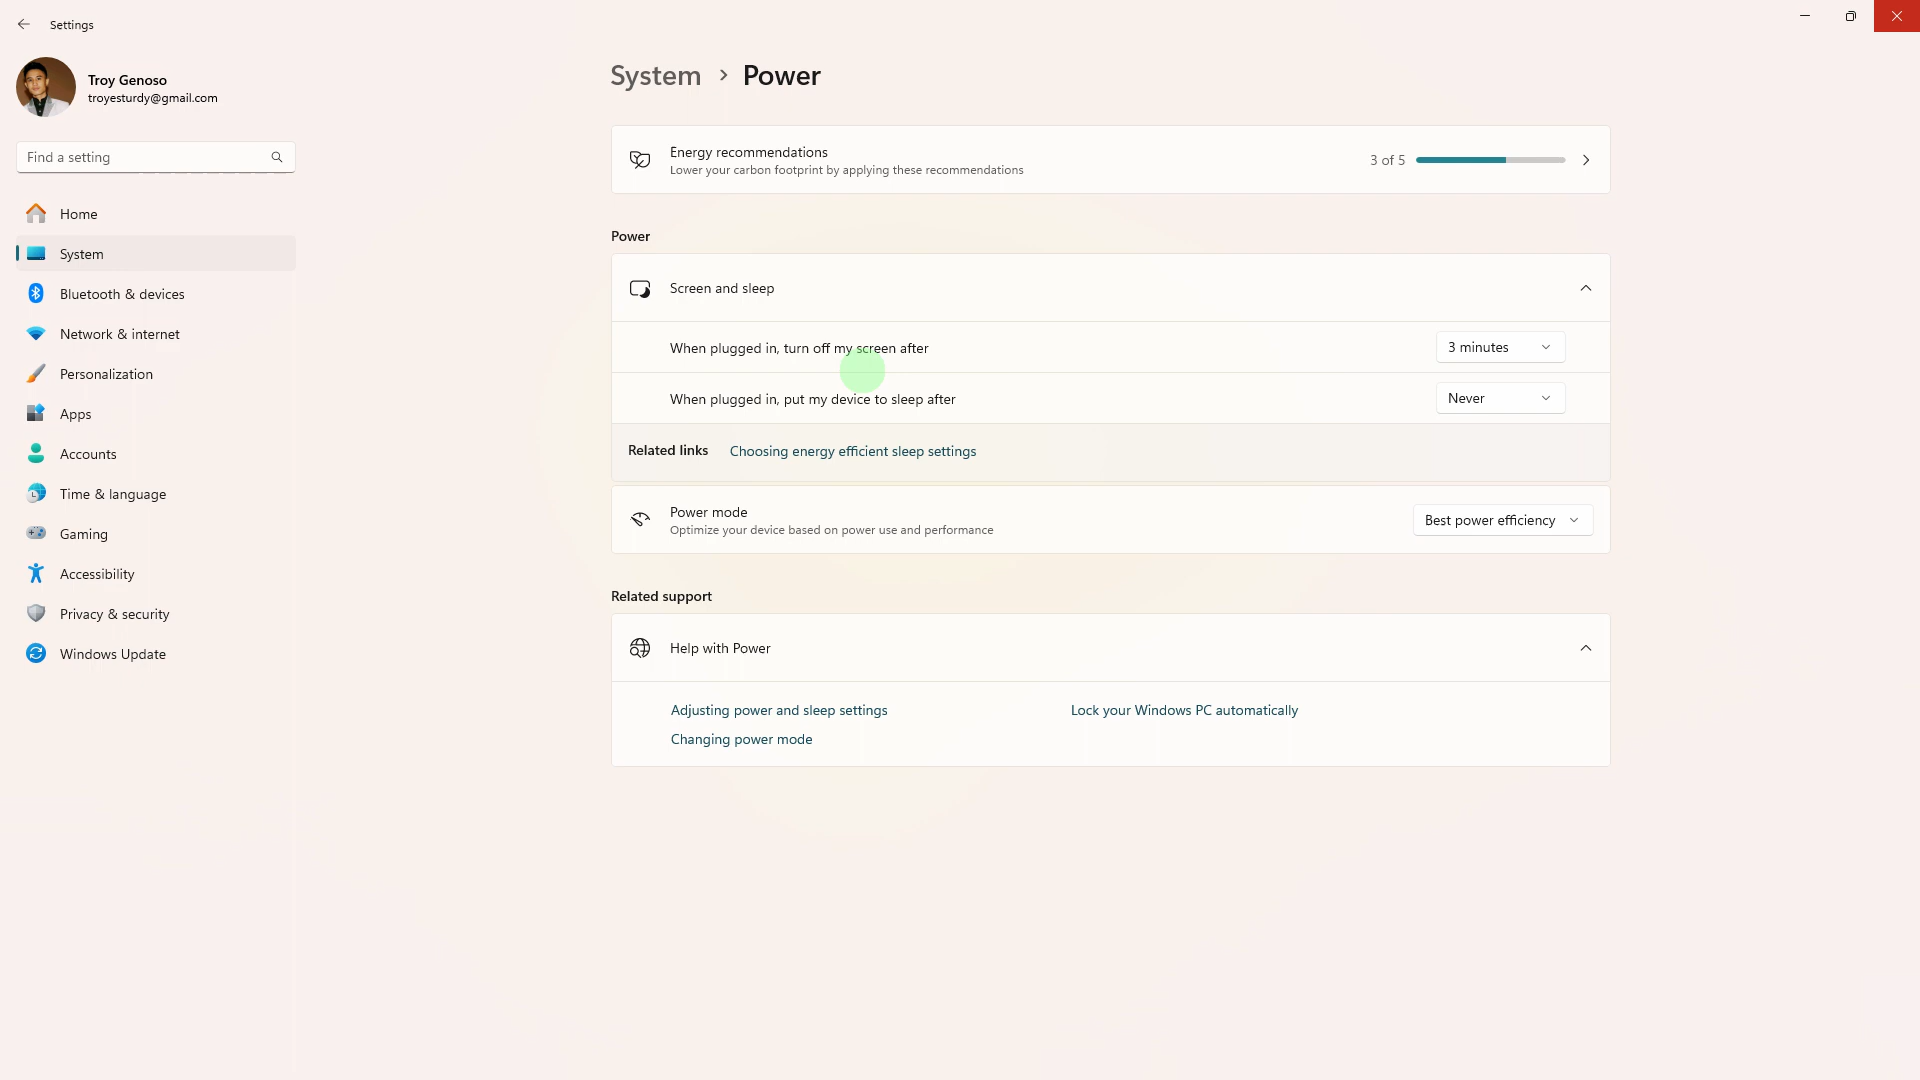 Settings
Troy Genoso
troyesturdy@gmail.com
Find a setting
Home
System
Bluetooth & devices
Network & internet
Personalization
Apps
Accounts
Time & language
Gaming
Accessibility
Privacy & security
Windows Update
System > Power
Energy recommendations
Lower your carbon footprint by applying these recommendations
3 of 5
Power
Screen and sleep
When plugged in, turn off my screen after
3 minutes
When plugged in, put my device to sleep after
Never
Related links Choosing energy efficient sleep settings
Power mode
Optimize your device based on power use and performance
Best power efficiency
Related support
Help with Power
Adjusting power and sleep settings
Lock your Windows PC automatically
Changing power mode